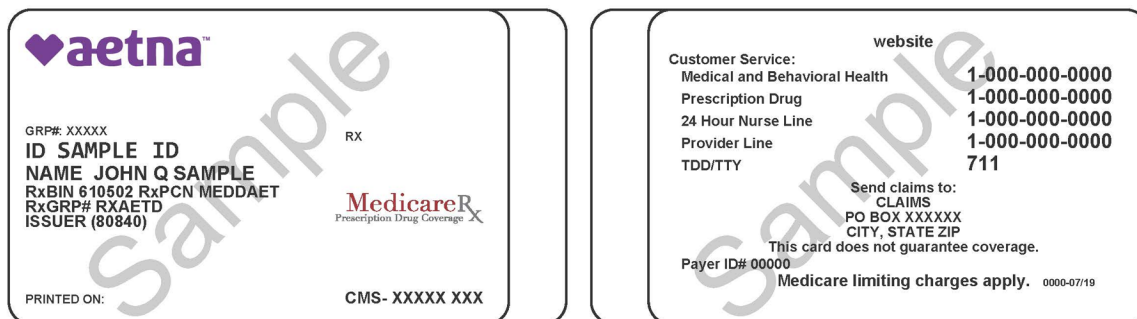 aetna™
GRP#: XXXXX
RX
ID SAMPLE ID
NAME JOHN Q SAMPLE
RxBIN 610502 RxPCN MEDDAET
RxGRP# RXAETD
ISSUER (80840)
MedicareRx
Prescription Drug Coverage
PRINTED ON:
CMS- XXXXX XXX
Sample
website
Customer Service:
Medical and Behavioral Health 1-000-000-0000
Prescription Drug 1-000-000-0000
24 Hour Nurse Line 1-000-000-0000
Provider Line 1-000-000-0000
TDD/TTY 711
Send claims to:
CLAIMS
PO BOX XXXXXX
CITY, STATE ZIP
This card does not guarantee coverage.
Payer ID# 00000
Medicare limiting charges apply. 0000-07/19
Sample